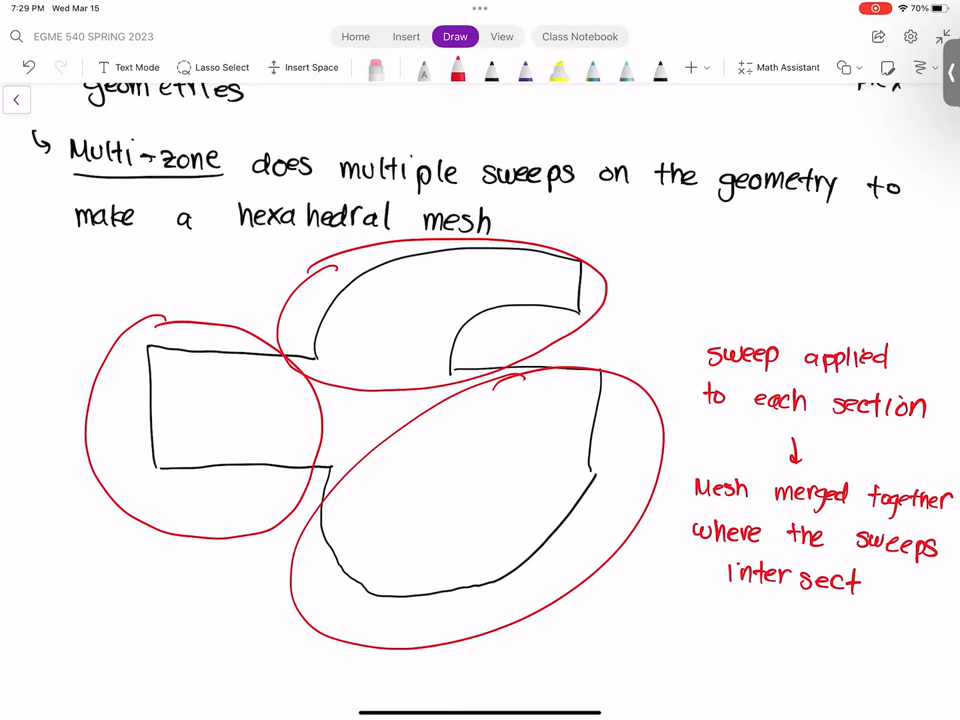 7:29 PM Wed Mar 15
70%
EGME 540 SPRING 2023
Home Insert Draw View Class Notebook
Text Mode Lasso Select Insert Space Math Assistant
geometries
↳ Multi-zone does multiple sweeps on the geometry to
make a hexahedral mesh
sweep applied
to each section
↓
Mesh merged together
where the sweeps
intersect